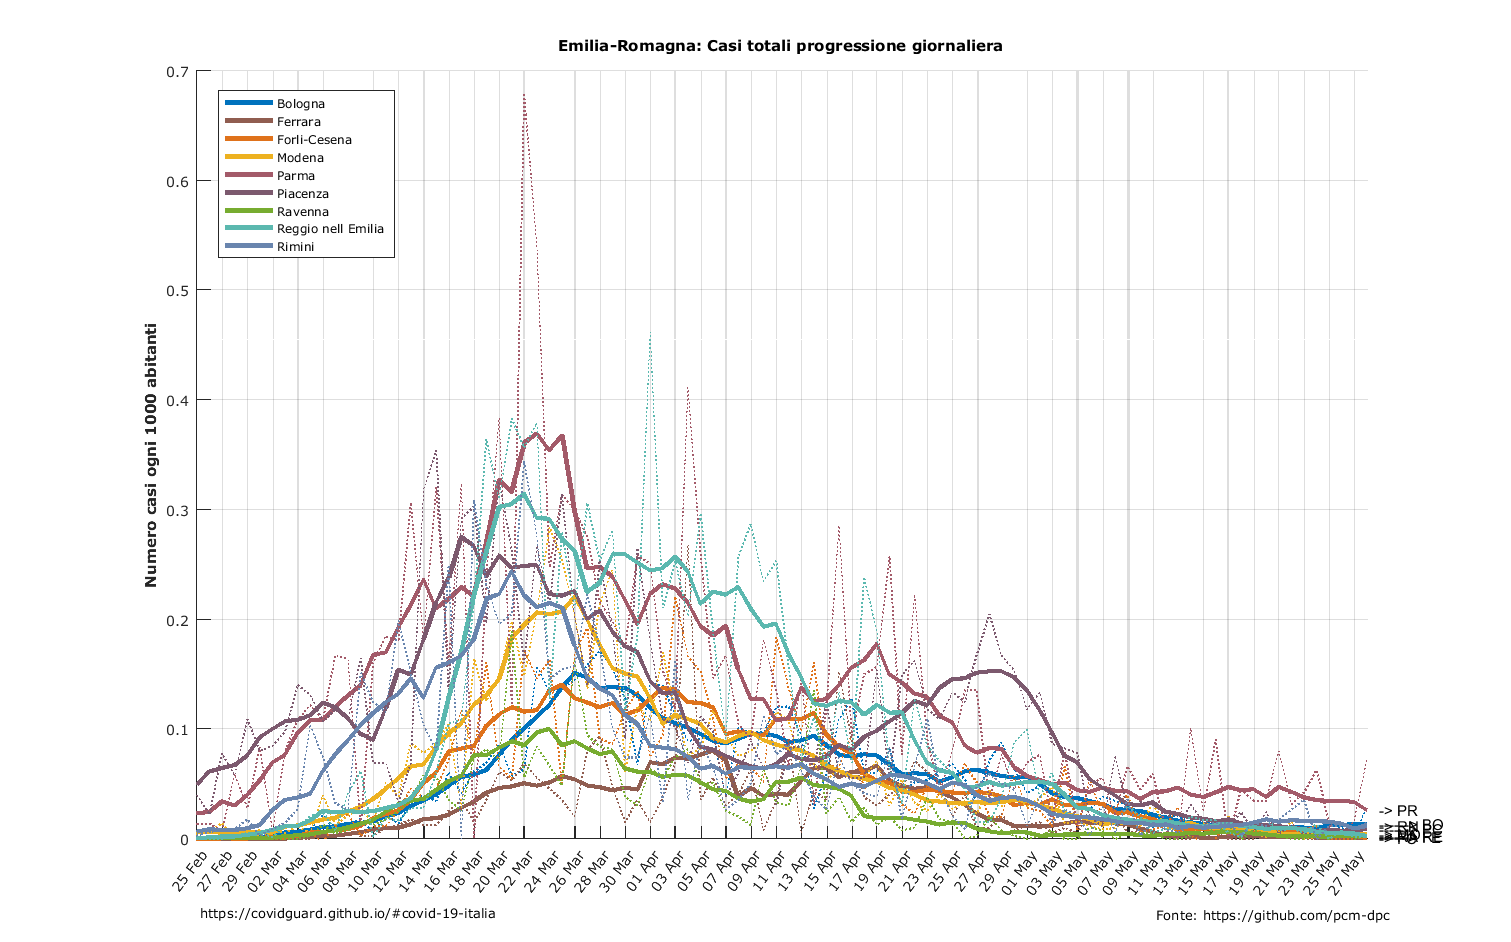 Emilia-Romagna: Casi totali progressione giornaliera
Numero casi ogni 1000 abitanti
0.7
0.6
0.5
0.4
0.3
0.2
0.1
0
Bologna
Ferrara
Forlì-Cesena
Modena
Parma
Piacenza
Ravenna
Reggio nell Emilia
Rimini
-> PR
25 Feb
27 Feb
29 Feb
02 Mar
04 Mar
06 Mar
08 Mar
10 Mar
12 Mar
14 Mar
16 Mar
18 Mar
20 Mar
22 Mar
24 Mar
26 Mar
28 Mar
30 Mar
01 Apr
03 Apr
05 Apr
07 Apr
09 Apr
11 Apr
13 Apr
15 Apr
17 Apr
19 Apr
21 Apr
23 Apr
25 Apr
27 Apr
29 Apr
01 May
03 May
05 May
07 May
09 May
11 May
13 May
15 May
17 May
19 May
21 May
23 May
25 May
27 May
https://covidguard.github.io/#covid-19-italia
Fonte: https://github.com/pcm-dpc